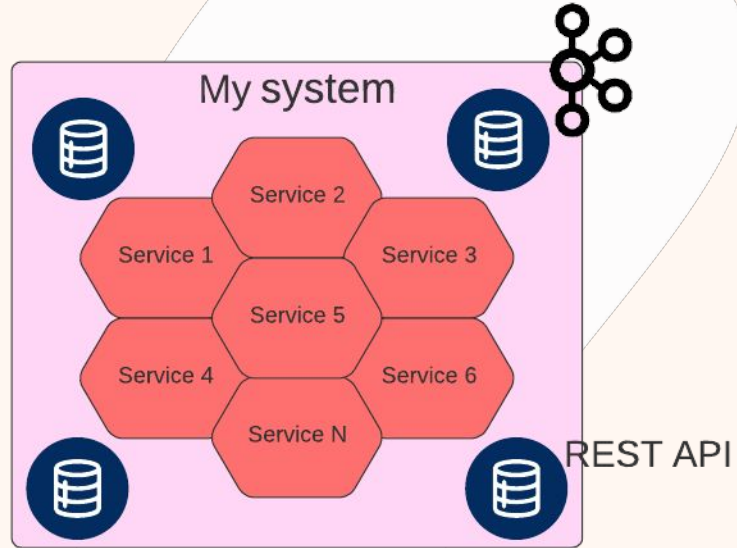 My system
Service 2
Service 1
Service 3
Service 5
Service 4
Service 6
Service N
REST API